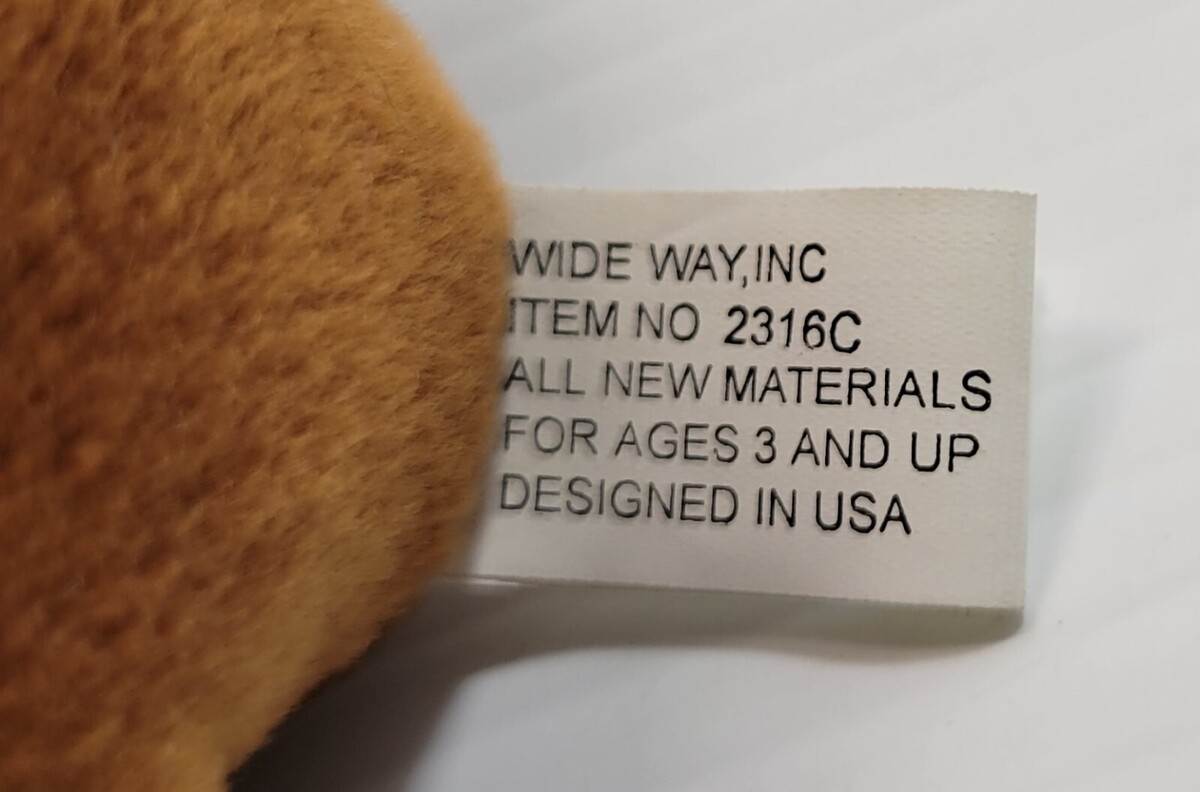 WIDE WAY,INC
ITEM NO 2316C
ALL NEW MATERIALS
FOR AGES 3 AND UP
DESIGNED IN USA